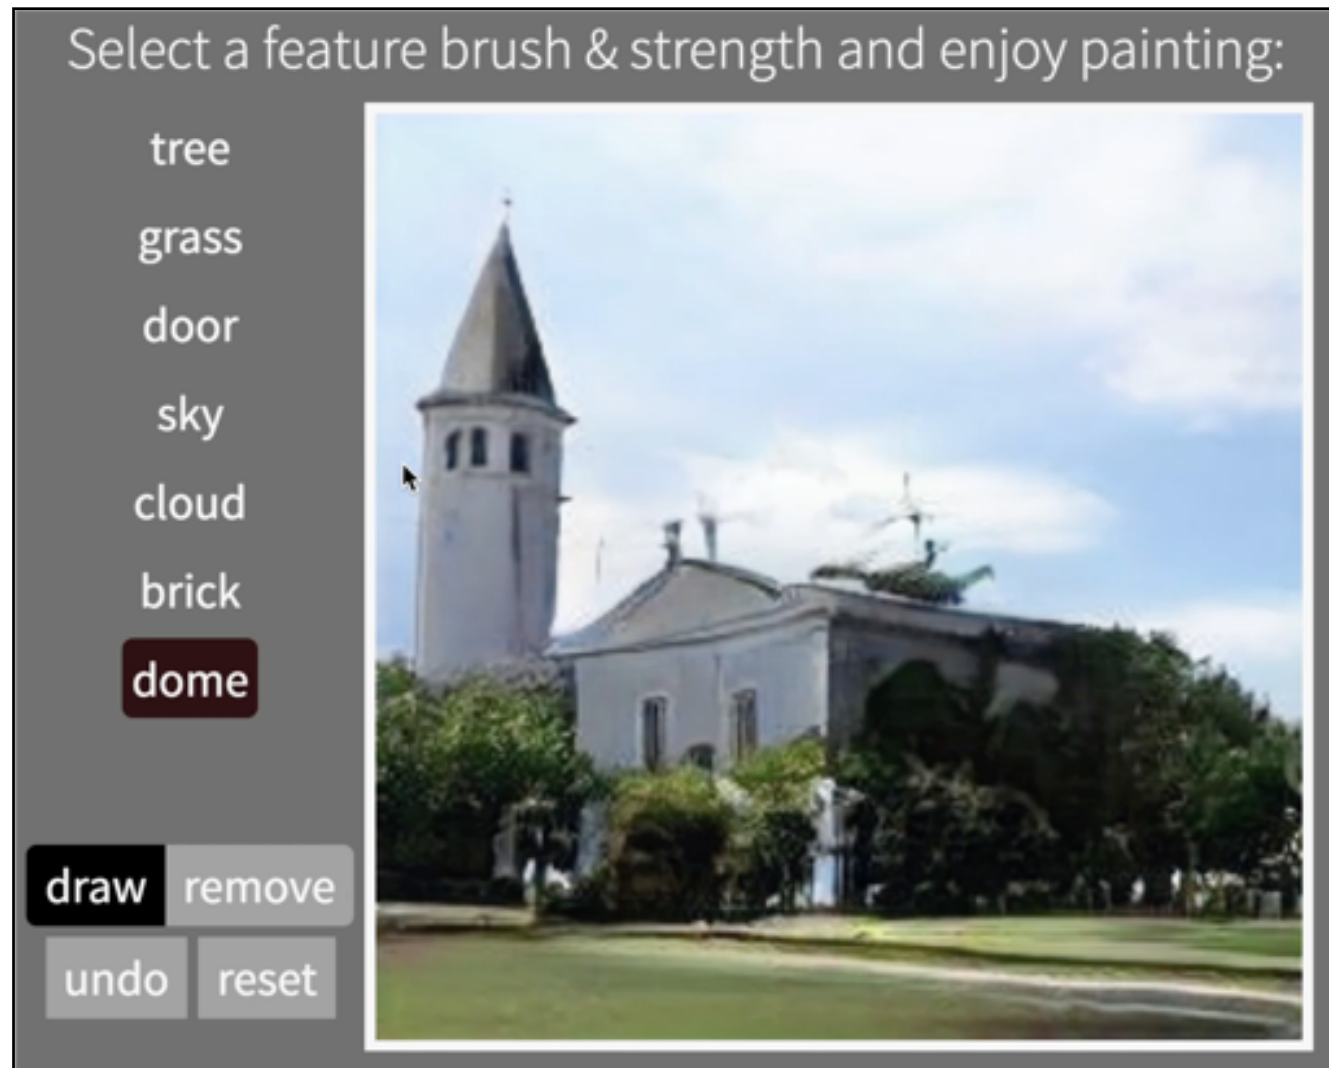 Select a feature brush & strength and enjoy painting:
tree
grass
door
sky
cloud
brick
dome
draw remove
undo reset